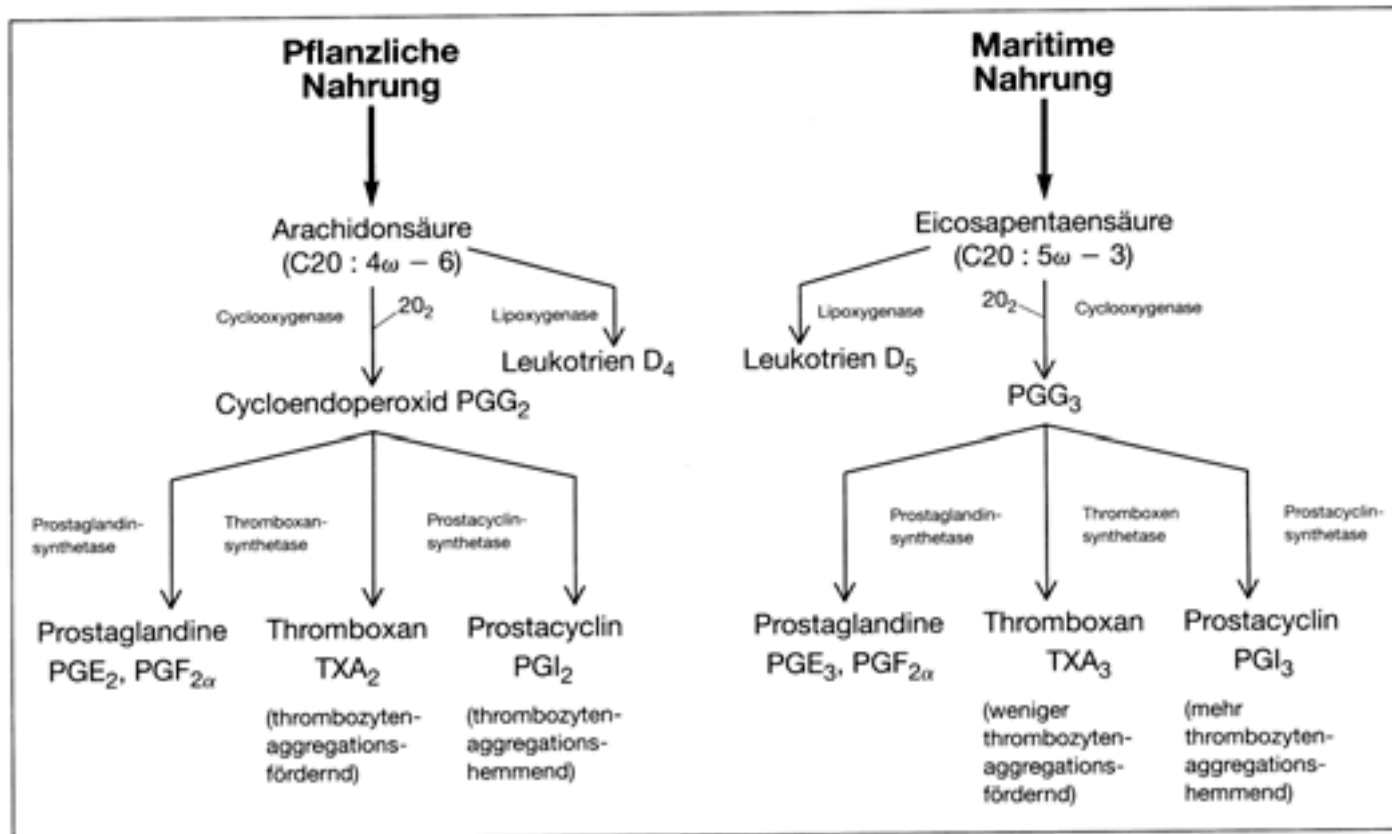 Pflanzliche
Nahrung
Maritime
Nahrung
Arachidonsäure
(C20 : 4ω – 6)
Eicosapentaensäure
(C20 : 5ω – 3)
Cyclooxygenase
2O₂
Lipoxygenase
Lipoxygenase
2O₂
Cyclooxygenase
Leukotrien D₄
Leukotrien D₅
Cycloendoperoxid PGG₂
PGG₃
Prostaglandin-
synthetase
Thromboxan-
synthetase
Prostacyclin-
synthetase
Prostaglandin-
synthetase
Thromboxen
synthetase
Prostacyclin-
synthetase
Prostaglandine
PGE₂, PGF₂α
Thromboxan
TXA₂
(thrombozyten-
aggregations-
fördernd)
Prostacyclin
PGI₂
(thrombozyten-
aggregations-
hemmend)
Prostaglandine
PGE₃, PGF₂α
Thromboxan
TXA₃
(weniger
thrombozyten-
aggregations-
fördernd)
Prostacyclin
PGI₃
(mehr
thrombozyten-
aggregations-
hemmend)